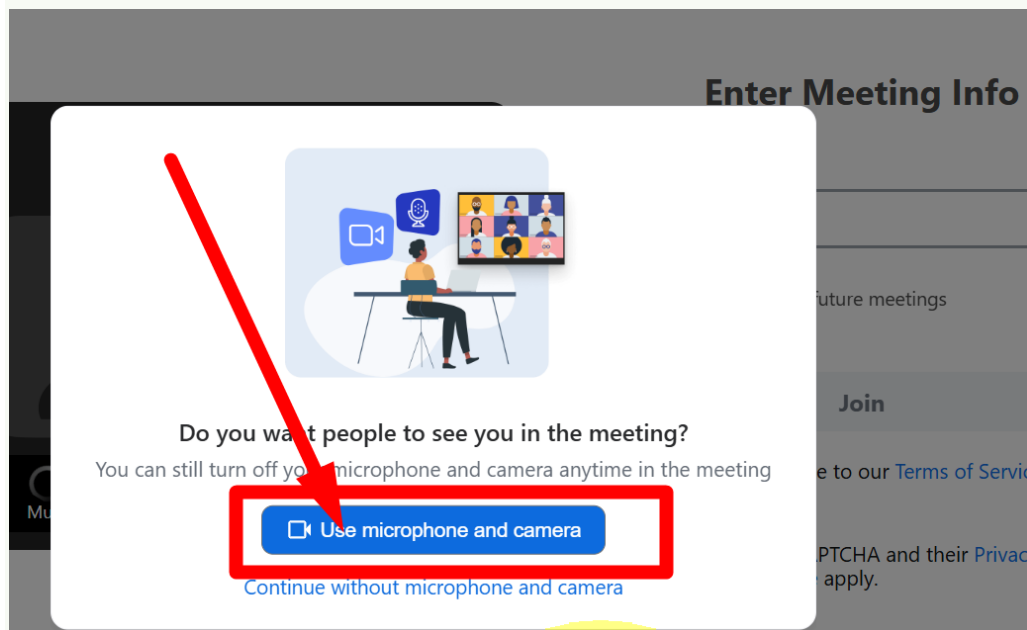 Enter Meeting Info
future meetings
Join
Do you want people to see you in the meeting?
You can still turn off your microphone and camera anytime in the meeting
e to our Terms of Servic
Mu
Use microphone and camera
PTCHA and their Privac
Continue without microphone and camera
apply.